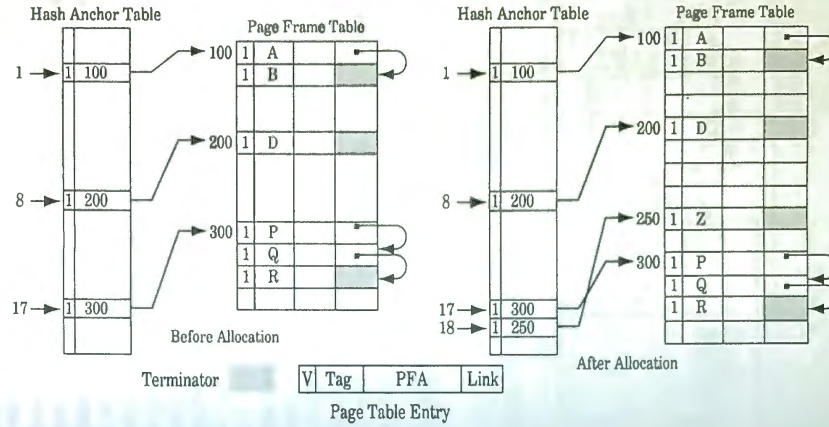 Hash Anchor Table
Page Frame Table
1
1 100
100 1 A
1 B
200 1 D
8
1 200
300 1 P
1 Q
1 R
17
1 300
Before Allocation
Hash Anchor Table
Page Frame Table
1
1 100
100 1 A
1 B
200 1 D
8
1 200
250 1 Z
300 1 P
1 Q
1 R
17
1 300
18
1 250
After Allocation
Terminator
V Tag PFA Link
Page Table Entry